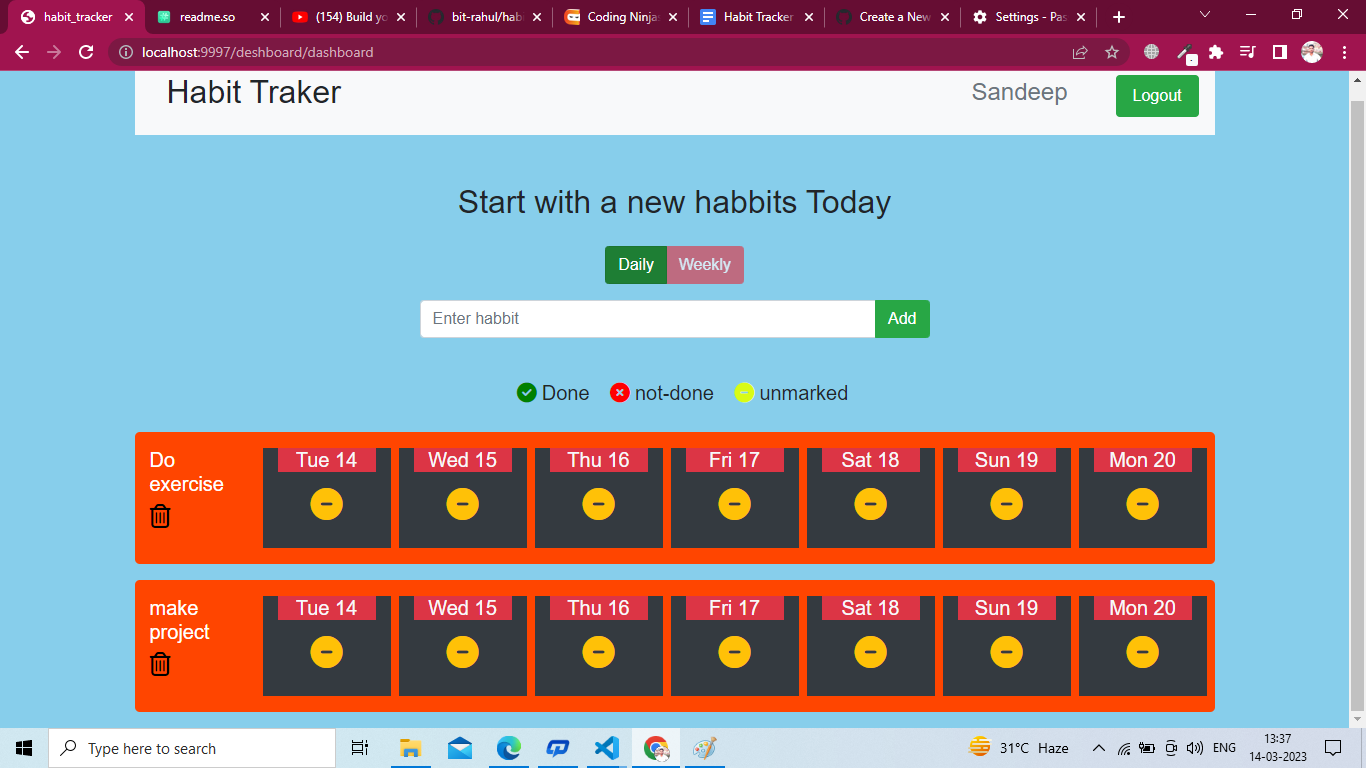 habit_tracker
readme.so
(154) Build yo
bit-rahul/hab
Coding Ninja
Habit Tracker
Create a New
Settings - Pas
localhost:9997/deshboard/dashboard
Habit Traker
Sandeep
Logout
Start with a new habbits Today
Daily Weekly
Enter habbit
Add
Done not-done unmarked
Do
exercise
Tue 14 Wed 15 Thu 16 Fri 17 Sat 18 Sun 19 Mon 20
make
project
Tue 14 Wed 15 Thu 16 Fri 17 Sat 18 Sun 19 Mon 20
Type here to search
31°C Haze
ENG
13:37
14-03-2023